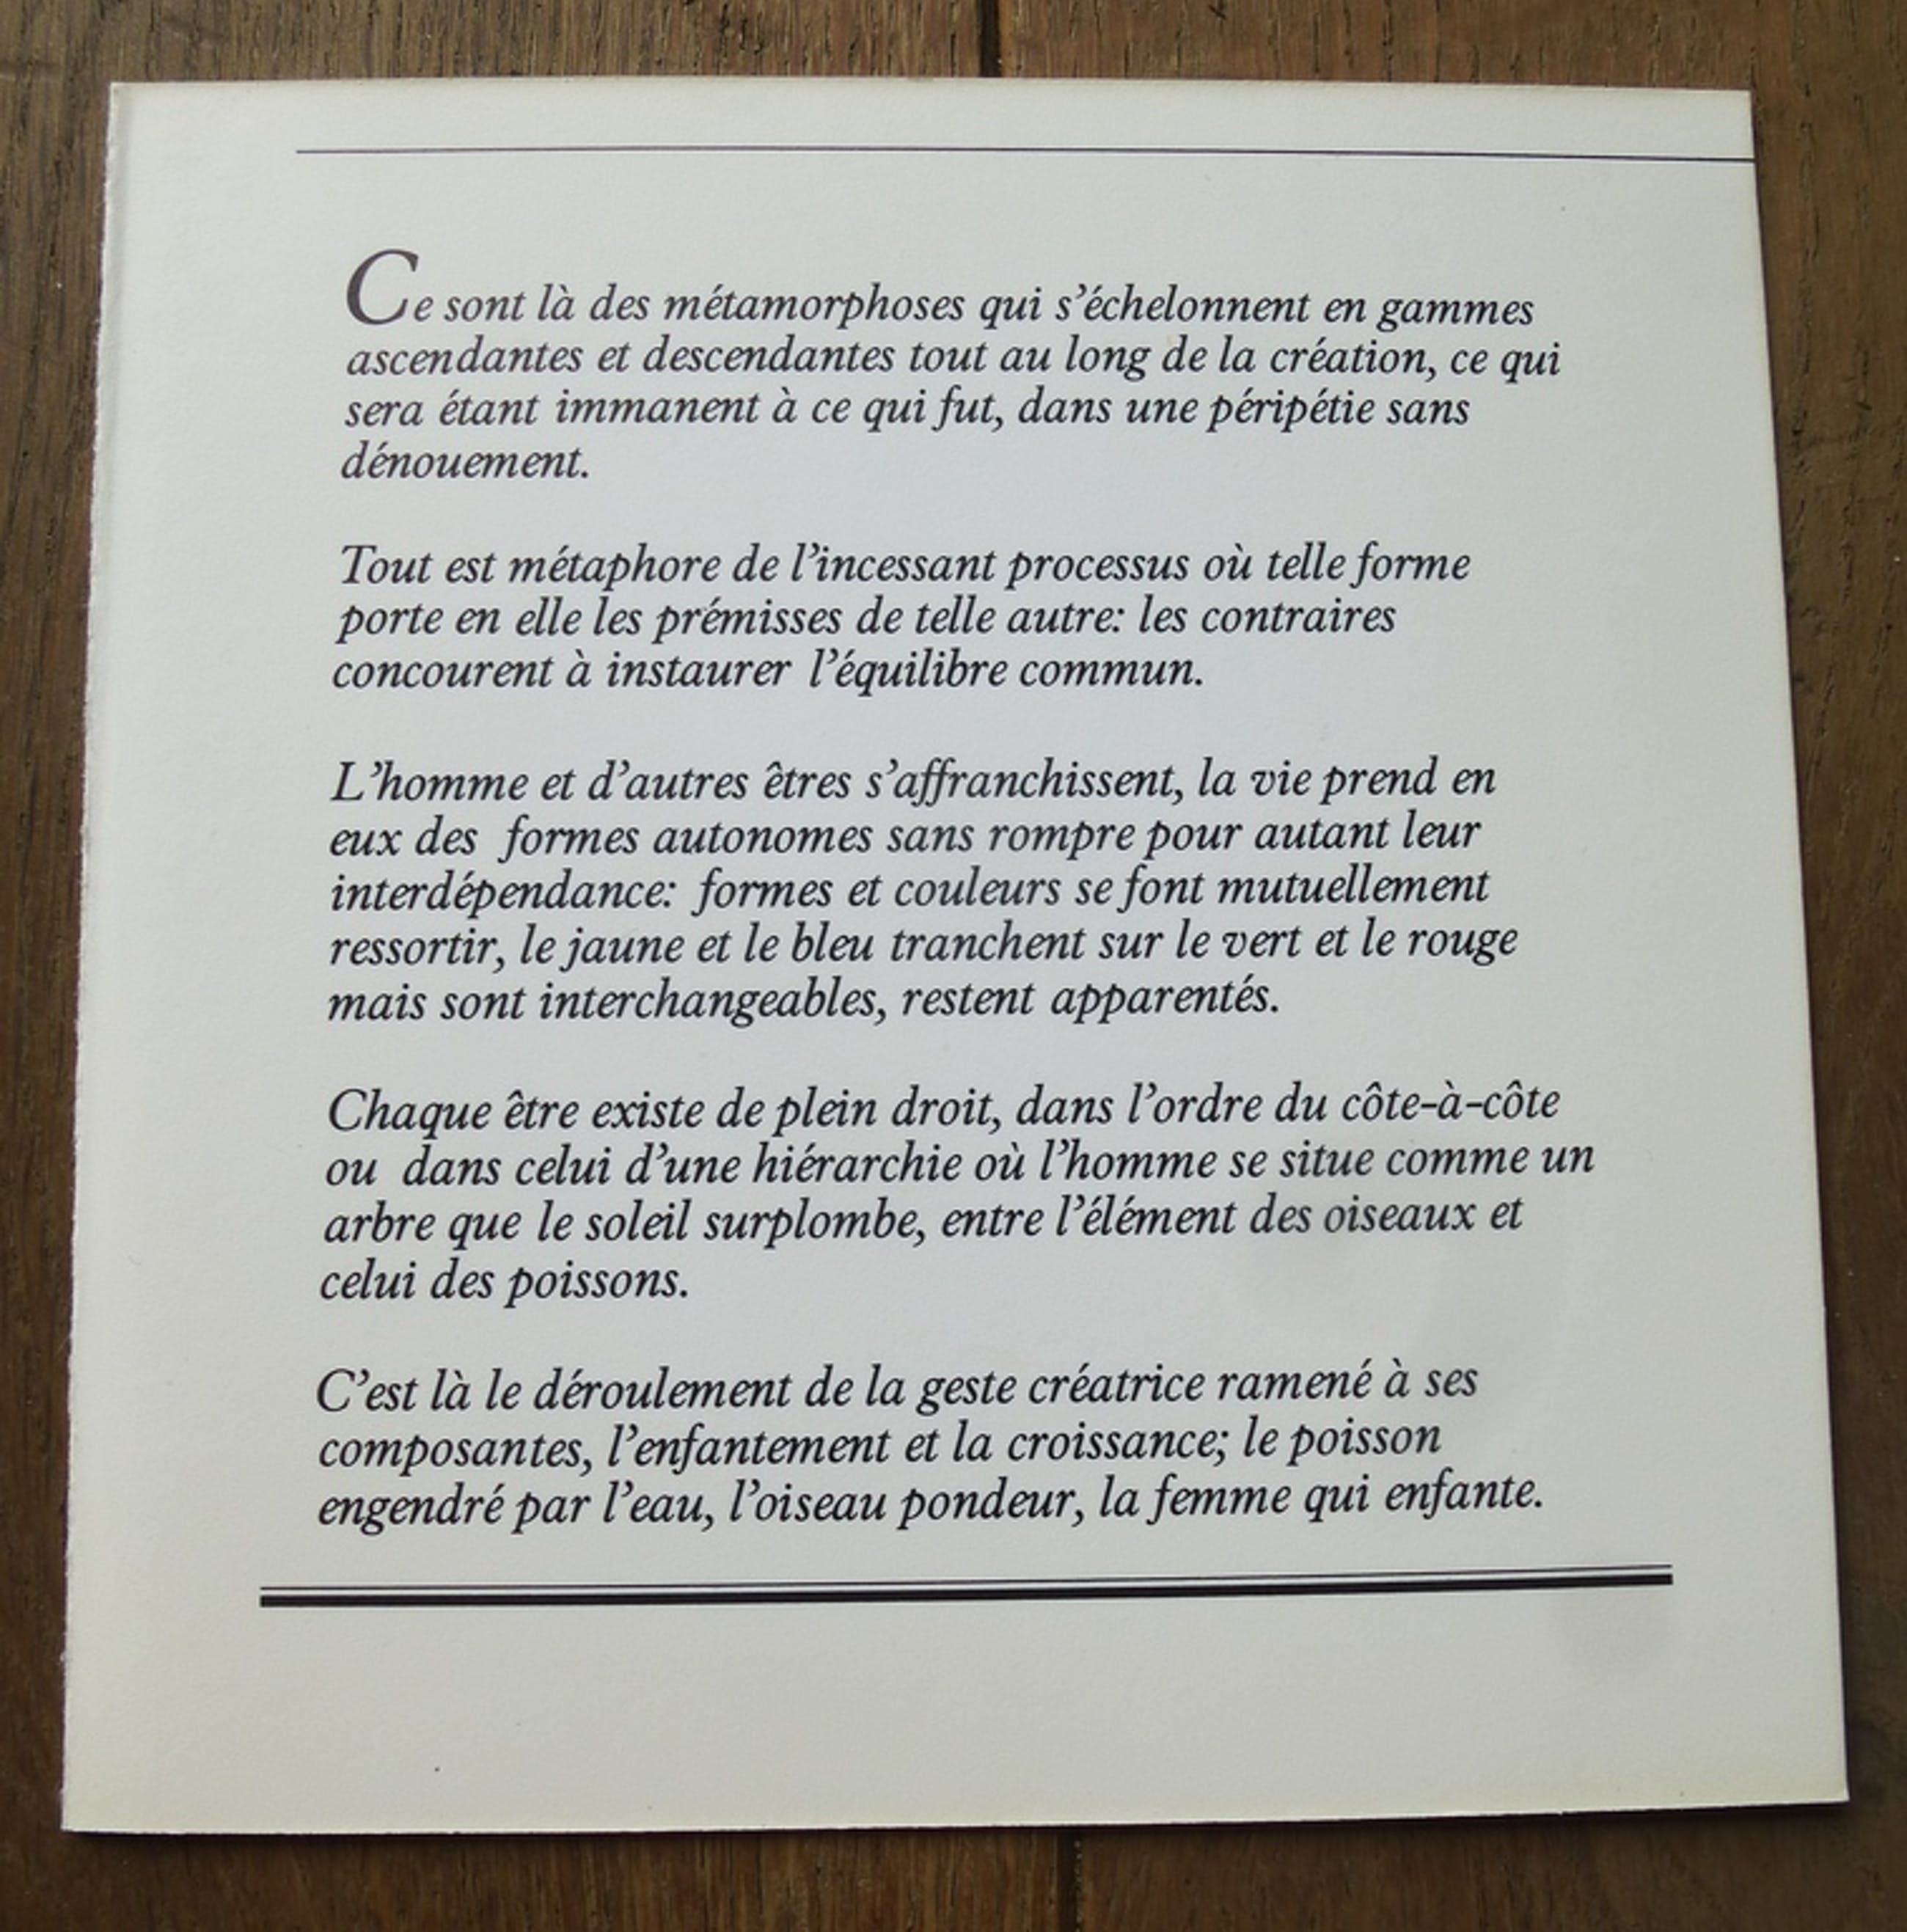 Ce sont là des métamorphoses qui s’échelonnent en gammes
ascendantes et descendantes tout au long de la création, ce qui
sera étant immanent à ce qui fut, dans une péripétie sans
dénouement.
Tout est métaphore de l’incessant processus où telle forme
porte en elle les prémisses de telle autre: les contraires
concourent à instaurer l’équilibre commun.
L’homme et d’autres êtres s’affranchissent, la vie prend en
eux des formes autonomes sans rompre pour autant leur
interdépendance: formes et couleurs se font mutuellement
ressortir, le jaune et le bleu tranchent sur le vert et le rouge
mais sont interchangeables, restent apparentés.
Chaque être existe de plein droit, dans l’ordre du côte-à-côte
ou dans celui d’une hiérarchie où l’homme se situe comme un
arbre que le soleil surplombe, entre l’élément des oiseaux et
celui des poissons.
C’est là le déroulement de la geste créatrice ramené à ses
composantes, l’enfantement et la croissance; le poisson
engendré par l’eau, l’oiseau pondeur, la femme qui enfante.